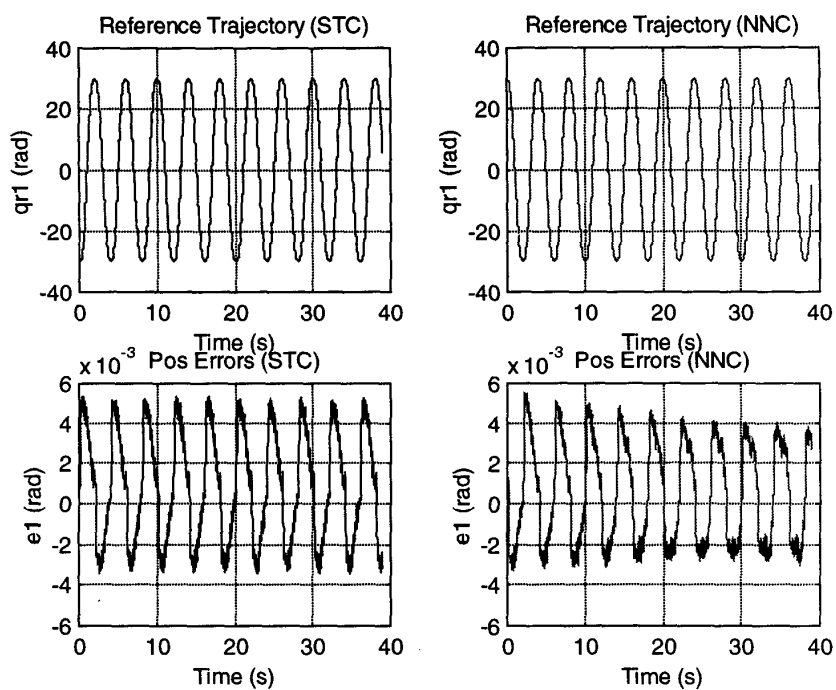 Reference Trajectory (STC)
40
20
0
-20
-40
qr1 (rad)
0 10 20 30 40
Time (s)
Reference Trajectory (NNC)
40
20
0
-20
-40
qr1 (rad)
0 10 20 30 40
Time (s)
x 10-3
Pos Errors (STC)
6
4
2
0
-2
-4
-6
e1 (rad)
0 10 20 30 40
Time (s)
x 10-3
Pos Errors (NNC)
6
4
2
0
-2
-4
-6
e1 (rad)
0 10 20 30 40
Time (s)